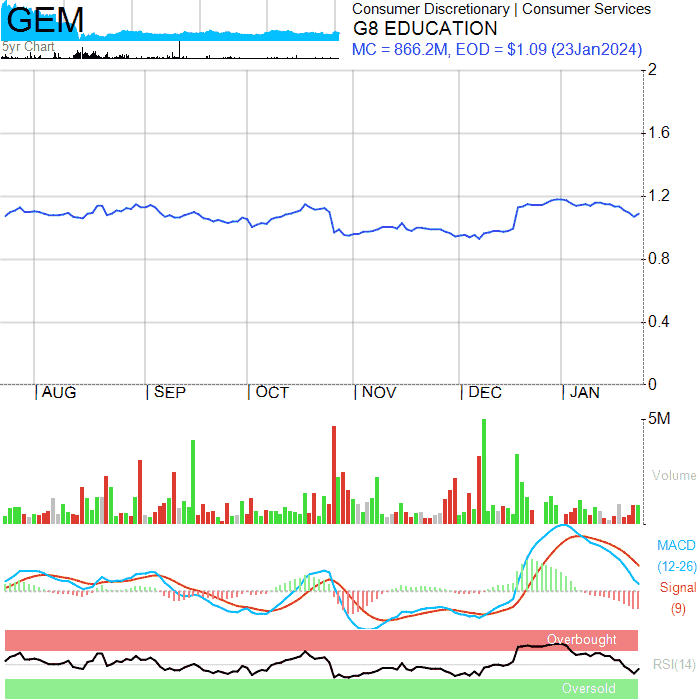 GEM
5yr Chart
Consumer Discretionary | Consumer Services
G8 EDUCATION
MC = 866.2M, EOD = $1.09 (23Jan2024)
2
1.6
1.2
0.8
0.4
0
| AUG | SEP | OCT | NOV | DEC | JAN
5M
Volume
MACD
(12-26)
Signal
(9)
Overbought
RSI(14)
Oversold